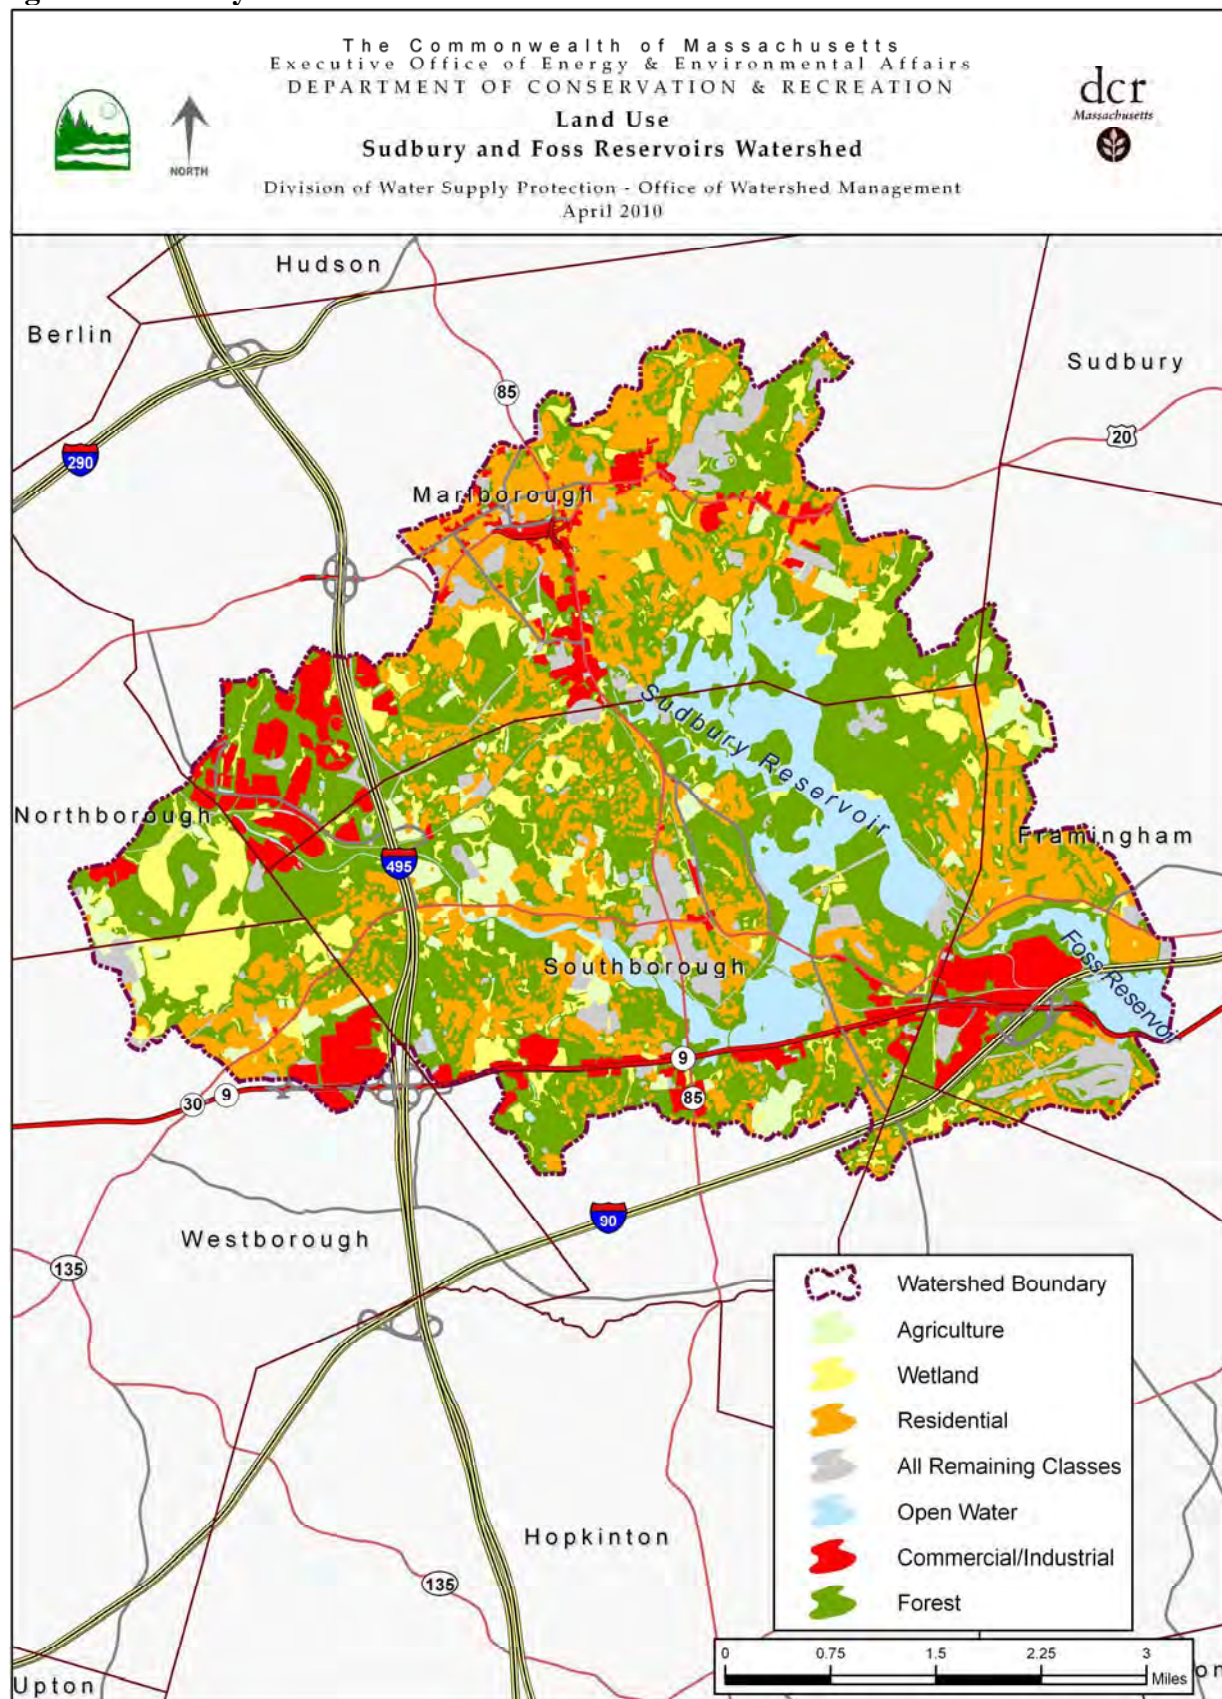 The Commonwealth of Massachusetts
Executive Office of Energy & Environmental Affairs
DEPARTMENT OF CONSERVATION & RECREATION
Land Use
Sudbury and Foss Reservoirs Watershed
Division of Water Supply Protection - Office of Watershed Management
April 2010
NORTH
dcr
Massachusetts
Hudson
Berlin
Sudbury
85
20
290
Marlborough
Sudbury Reservoir
Northborough
Framingham
495
Foss Reservoir
Southborough
9
30
9
85
90
Westborough
135
Hopkinton
135
Upton
Watershed Boundary
Agriculture
Wetland
Residential
All Remaining Classes
Open Water
Commercial/Industrial
Forest
0 0.75 1.5 2.25 3
Miles
on